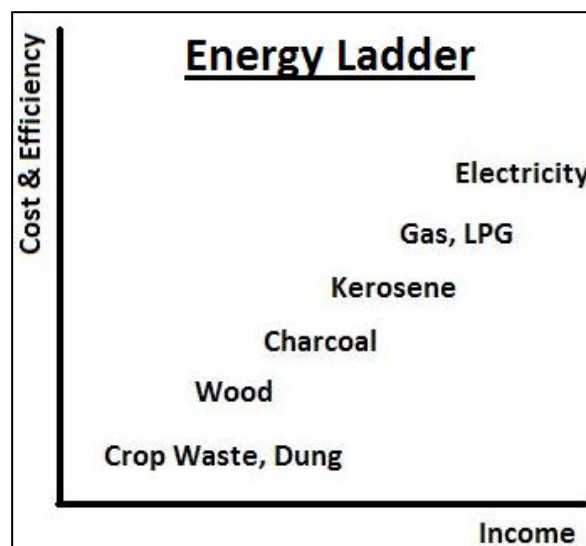 Energy Ladder
Cost & Efficiency
Electricity
Gas, LPG
Kerosene
Charcoal
Wood
Crop Waste, Dung
Income